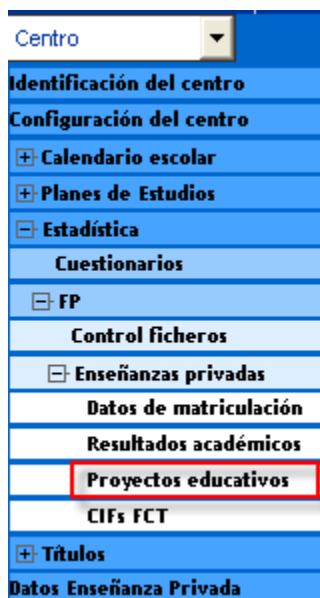 Centro
Identificación del centro
Configuración del centro
Calendario escolar
Planes de Estudios
Estadística
Cuestionarios
FP
Control ficheros
Enseñanzas privadas
Datos de matriculación
Resultados académicos
Proyectos educativos
CIFs FCT
Títulos
Datos Enseñanza Privada